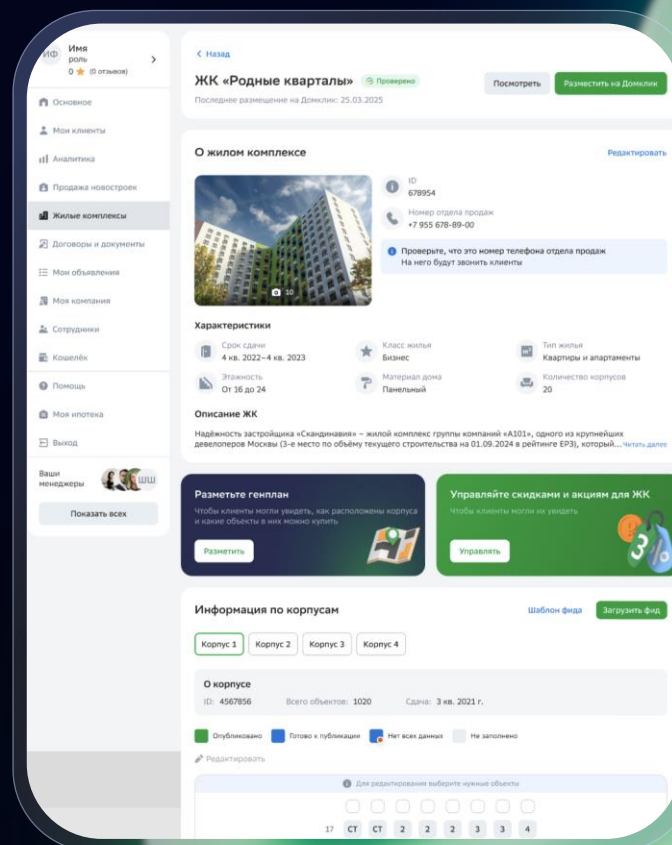 ИФ
Имя
роль
0 (0 отзывов)
Основное
Мои клиенты
Аналитика
Продажа новостроек
Жилые комплексы
Договоры и документы
Мои объявления
Моя компания
Сотрудники
Кошелёк
Помощь
Моя ипотека
Выход
Ваши
менеджеры
ШШ
Показать всех
Назад
ЖК «Родные кварталы» Проверено
Посмотреть
Разместить на Домклик
Последнее размещение на Домклик: 25.03.2025
О жилом комплексе
Редактировать
10
ID
678954
Номер отдела продаж
+7 955 678-89-00
Проверьте, что это номер телефона отдела продаж
На него будут звонить клиенты
Характеристики
Срок сдачи
4 кв. 2022–4 кв. 2023
Класс жилья
Бизнес
Тип жилья
Квартиры и апартаменты
Этажность
От 16 до 24
Материал дома
Панельный
Количество корпусов
20
Описание ЖК
Надёжность застройщика «Скандинавия» – жилой комплекс группы компаний «А101», одного из крупнейших
девелоперов Москвы (3-е место по объёму текущего строительства на 01.09.2024 в рейтинге ЕРЗ), который... Читать далее
Разметьте генплан
Чтобы клиенты могли увидеть, как расположены корпуса
и какие объекты в них можно купить
Разметить
Управляйте скидками и акциям для ЖК
Чтобы клиенты могли их увидеть
Управлять
3%
Информация по корпусам
Шаблон фида
Загрузить фид
Корпус 1 Корпус 2 Корпус 3 Корпус 4
О корпусе
ID: 4567856 Всего объектов: 1020 Сдача: 3 кв. 2021 г.
Опубликовано Готово к публикации Нет всех данных Не заполнено
Редактировать
Для редактирования выберите нужные объекты
17 СТ СТ 2 2 2 3 3 4